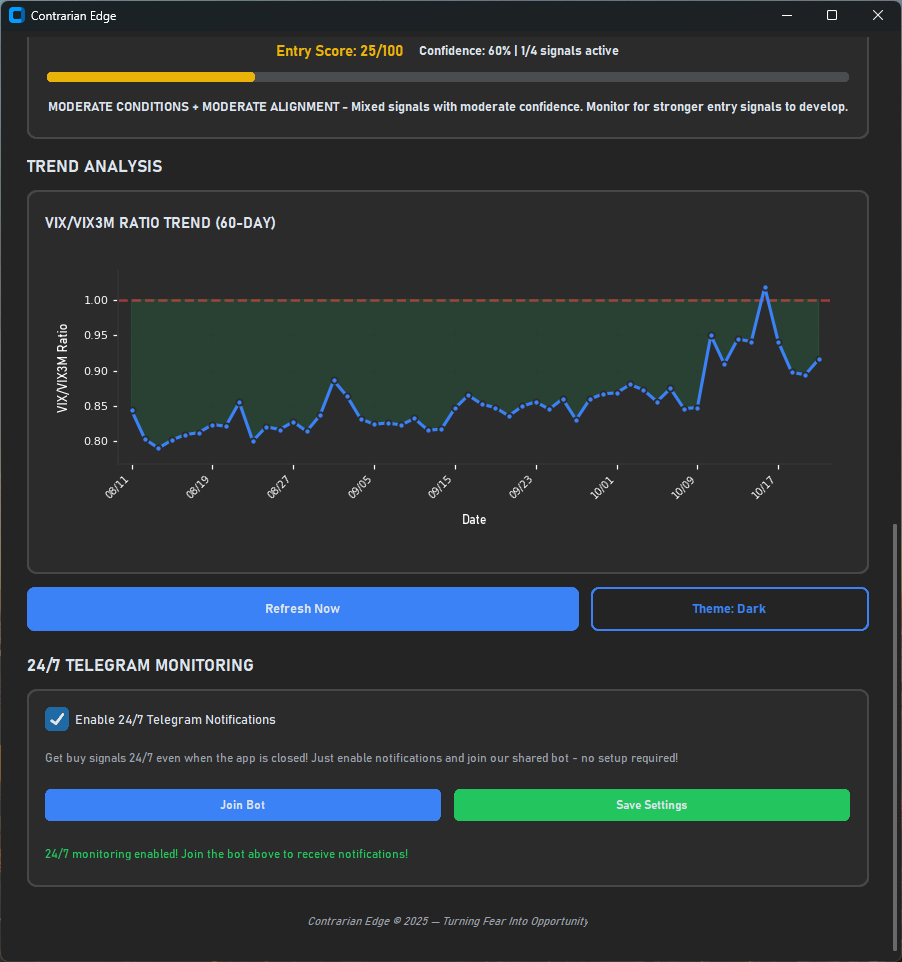 Contrarian Edge
Entry Score: 25/100 Confidence: 60% | 1/4 signals active
MODERATE CONDITIONS + MODERATE ALIGNMENT - Mixed signals with moderate confidence. Monitor for stronger entry signals to develop.
TREND ANALYSIS
VIX/VIX3M RATIO TREND (60-DAY)
VIX/VIX3M Ratio
1.00
0.95
0.90
0.85
0.80
08/11 08/19 08/27 09/05 09/15 09/23 10/01 10/09 10/17
Date
Refresh Now Theme: Dark
24/7 TELEGRAM MONITORING
Enable 24/7 Telegram Notifications
Get buy signals 24/7 even when the app is closed! Just enable notifications and join our shared bot - no setup required!
Join Bot Save Settings
24/7 monitoring enabled! Join the bot above to receive notifications!
Contrarian Edge © 2025 — Turning Fear Into Opportunity